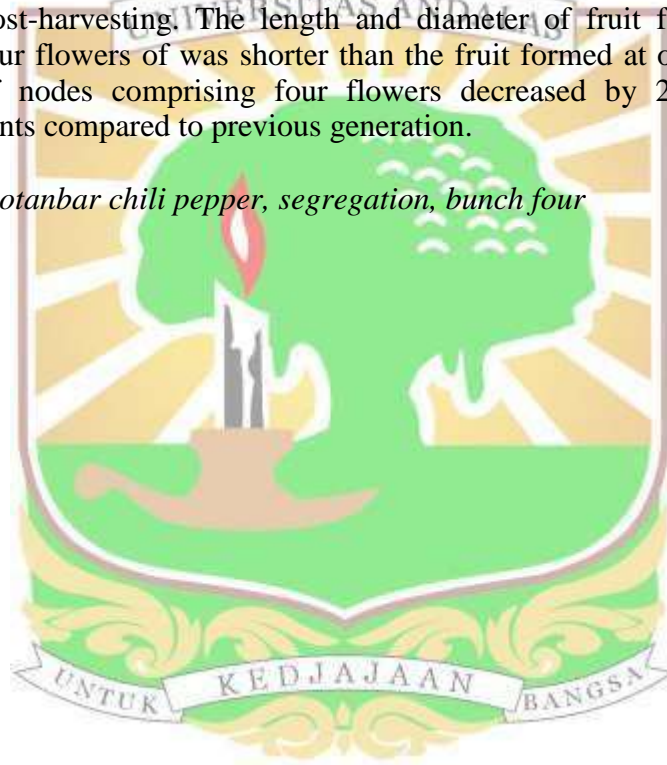 ost-harvesting. The length and diameter of fruit f
UNIVERSITAS ANDALAS
ur flowers of was shorter than the fruit formed at o
f nodes comprising four flowers decreased by 2
nts compared to previous generation.
otanbar chili pepper, segregation, bunch four
UNTUK KEDJAJAAN BANGSA